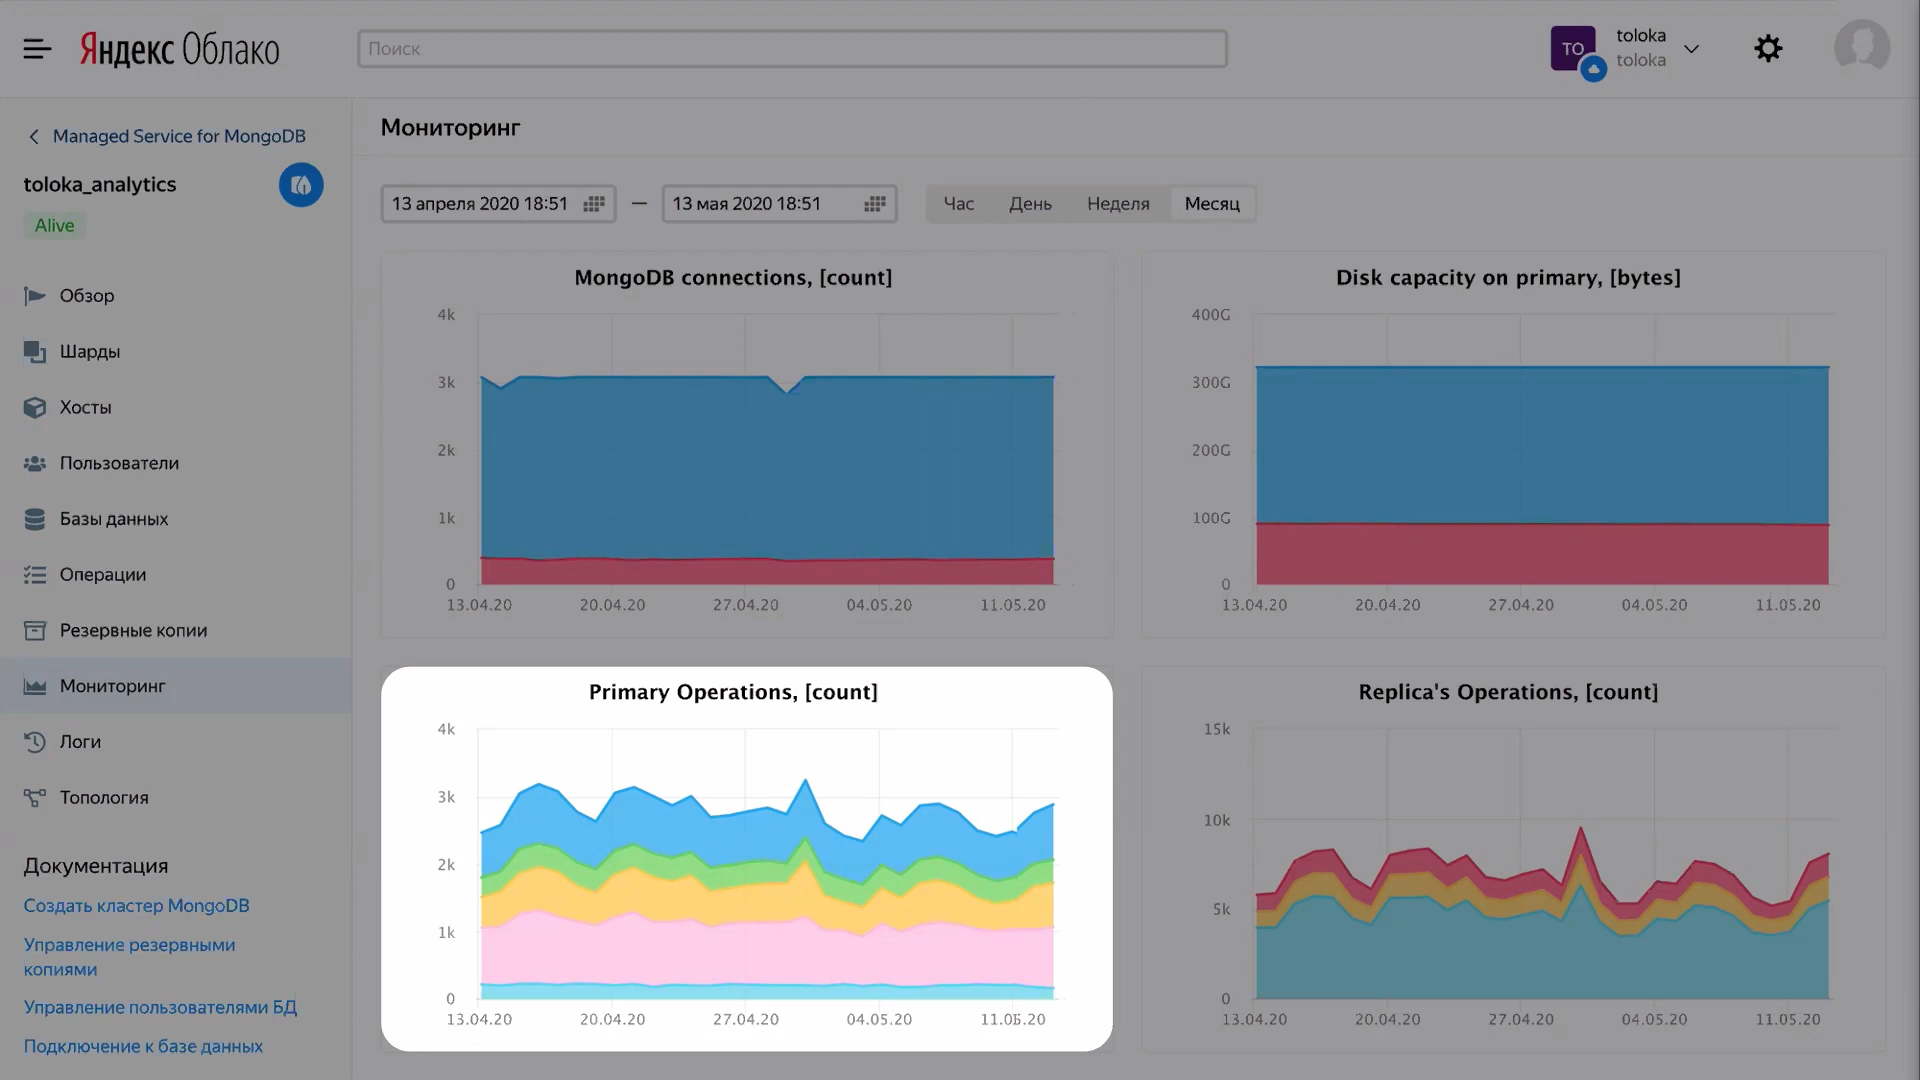 Яндекс Облако
Поиск
TO
toloka
toloka
Managed Service for MongoDB
toloka_analytics
Alive
Обзор
Шарды
Хосты
Пользователи
Базы данных
Операции
Резервные копии
Мониторинг
Логи
Топология
Документация
Создать кластер MongoDB
Управление резервными
копиями
Управление пользователями БД
Подключение к базе данных
Мониторинг
13 апреля 2020 18:51 — 13 мая 2020 18:51 Час День Неделя Месяц
MongoDB connections, [count]
4k
3k
2k
1k
0
13.04.20 20.04.20 27.04.20 04.05.20 11.05.20
Disk capacity on primary, [bytes]
400G
300G
200G
100G
0
13.04.20 20.04.20 27.04.20 04.05.20 11.05.20
Primary Operations, [count]
4k
3k
2k
1k
0
13.04.20 20.04.20 27.04.20 04.05.20 11.05.20
Replica's Operations, [count]
15k
10k
5k
0
13.04.20 20.04.20 27.04.20 04.05.20 11.05.20